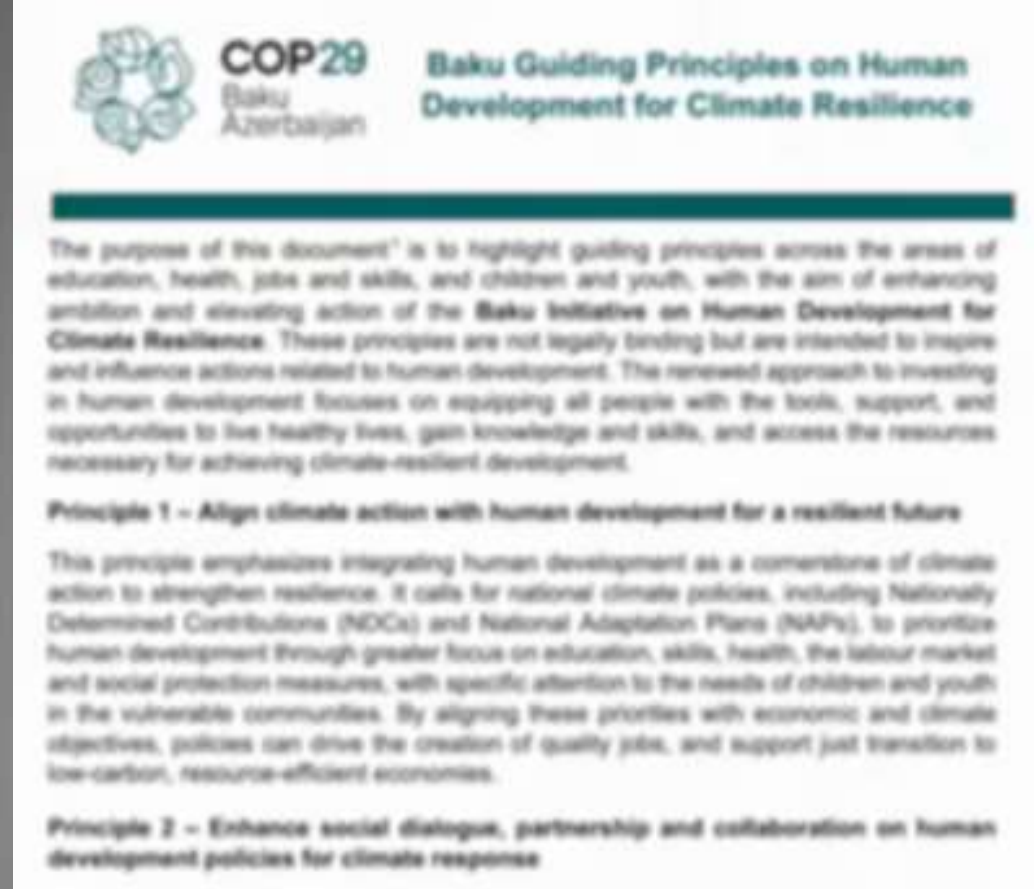 COP29
Baku
Azerbaijan
Baku Guiding Principles on Human
Development for Climate Resilience
The purpose of this document¹ is to highlight guiding principles across the areas of
education, health, jobs and skills, and children and youth, with the aim of enhancing
ambition and elevating action of the Baku Initiative on Human Development for
Climate Resilience. These principles are not legally binding but are intended to inspire
and influence actions related to human development. The renewed approach to investing
in human development focuses on equipping all people with the tools, support, and
opportunities to live healthy lives, gain knowledge and skills, and access the resources
necessary for achieving climate-resilient development.
Principle 1 – Align climate action with human development for a resilient future
This principle emphasizes integrating human development as a cornerstone of climate
action to strengthen resilience. It calls for national climate policies, including Nationally
Determined Contributions (NDCs) and National Adaptation Plans (NAPs), to prioritize
human development through greater focus on education, skills, health, the labour market
and social protection measures, with specific attention to the needs of children and youth
in the vulnerable communities. By aligning these priorities with economic and climate
objectives, policies can drive the creation of quality jobs, and support just transition to
low-carbon, resource-efficient economies.
Principle 2 – Enhance social dialogue, partnership and collaboration on human
development policies for climate response